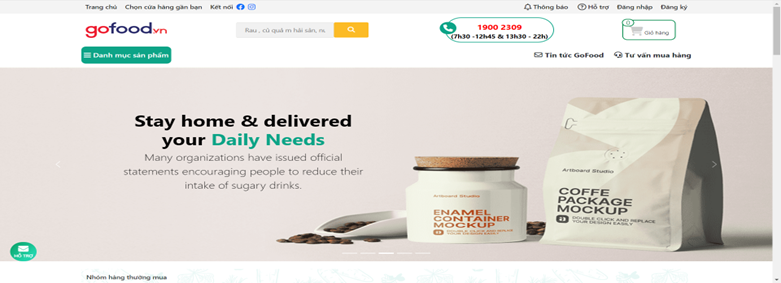 Trang chủ Chọn cửa hàng gần bạn Kết nối Thông báo Hỗ trợ Đăng nhập Đăng ký
gofood.vn
Rau , củ quả m hải sản, nư
1900 2309
(7h30 -12h45 & 13h30 - 22h)
0
Giỏ hàng
Danh mục sản phẩm
Tin tức GoFood Tư vấn mua hàng
Stay home & delivered
your Daily Needs
Many organizations have issued official
statements encouraging people to reduce their
intake of sugary drinks.
Artboard Studio
ENAMEL
CONTAINER
MOCKUP
Artboard Studio
COFFE
PACKAGE
MOCKUP
a DOUBLE CLICK AND REPLACE
YOUR DESIGN EASILY
HỖ TRỢ
Nhóm hàng thường mua